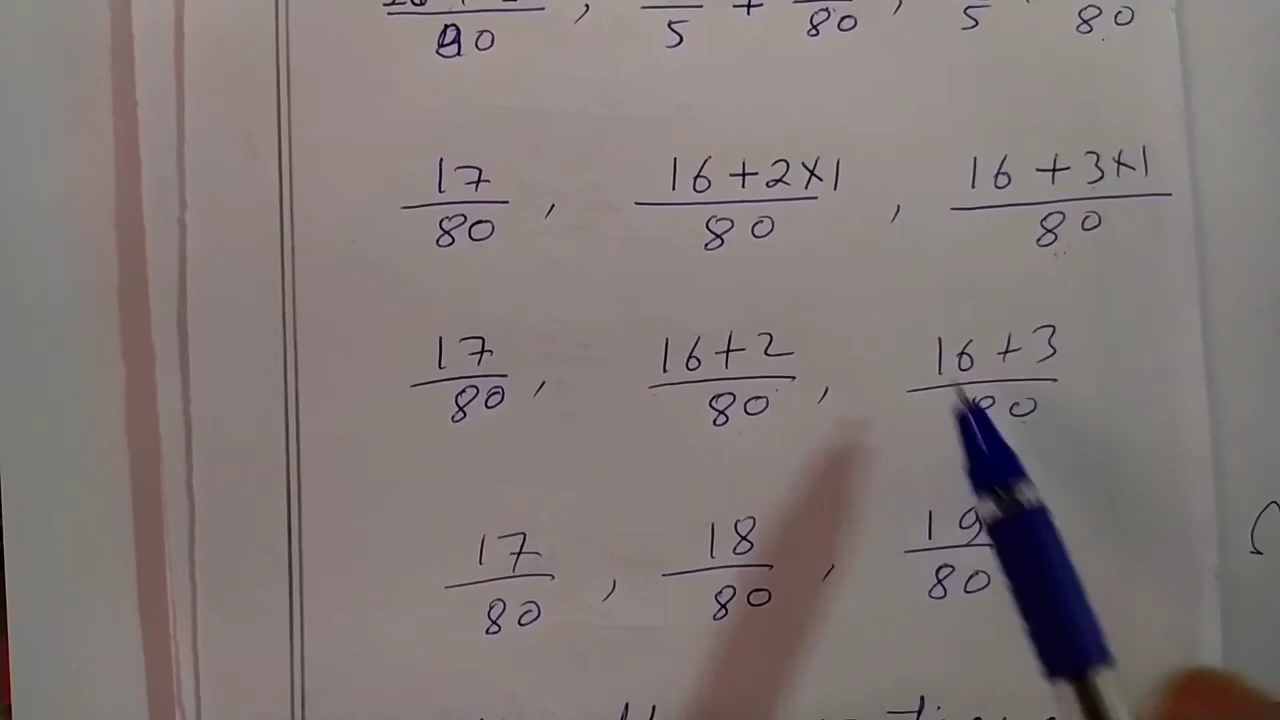 80 , 5 + 80 , 5 80
17/80 , 16+2×1/80 , 16+3×1/80
17/80 , 16+2/80 , 16+3/80
17/80 , 18/80 , 19/80